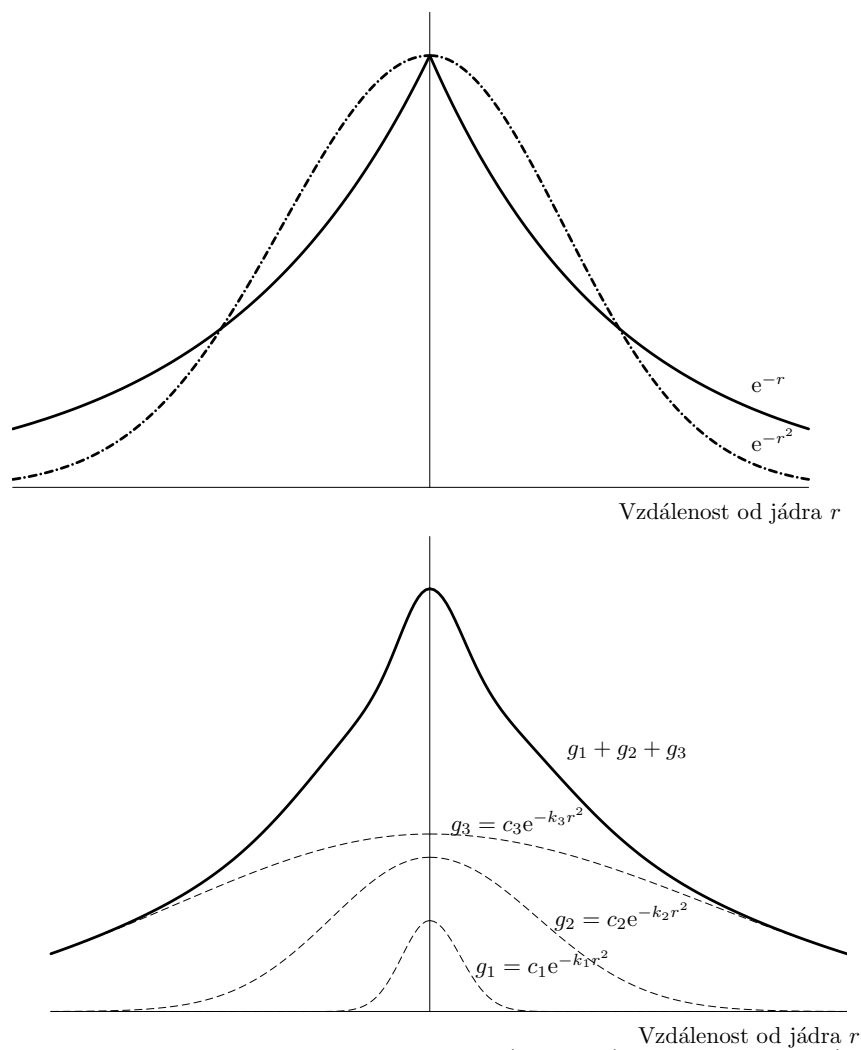 e^{-r}
e^{-r^2}
Vzdálenost od jádra r
g_1 + g_2 + g_3
g_3 = c_3e^{-k_3r^2}
g_2 = c_2e^{-k_2r^2}
g_1 = c_1e^{-k_1r^2}
Vzdálenost od jádra r